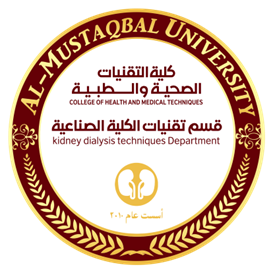 AL-MUSTAQBAL UNIVERSITY
كلية التقنيات
الصحية والطبية
COLLEGE OF HEALTH AND MEDICAL TECHNIQUES
قسم تقنيات الكلية الصناعية
kidney dialysis techniques Department
أسست عام ٢٠١٠